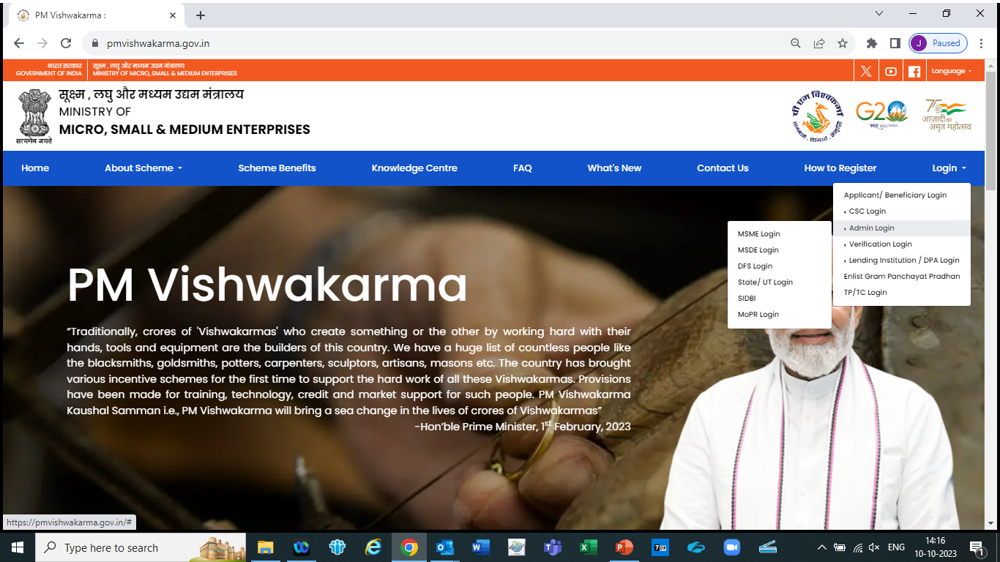 PM Vishwakarma :
pmvishwakarma.gov.in
J Paused
भारत सरकार
GOVERNMENT OF INDIA
सूक्ष्म , लघु और मध्यम उद्यम मंत्रालय
MINISTRY OF MICRO, SMALL & MEDIUM ENTERPRISES
Language
सूक्ष्म , लघु और मध्यम उद्यम मंत्रालय
MINISTRY OF
MICRO, SMALL & MEDIUM ENTERPRISES
सत्यमेव जयते
पी एम विश्वकर्मा
सम्मान . सामर्थ्य . समृद्धि
G20
2023 INDIA
75
आज़ादी का
अमृत महोत्सव
Home About Scheme Scheme Benefits Knowledge Centre FAQ What's New Contact Us How to Register Login
Applicant/ Beneficiary Login
CSC Login
Admin Login
Verification Login
Lending Institution / DPA Login
Enlist Gram Panchayat Pradhan
TP/TC Login
MSME Login
MSDE Login
DFS Login
State/ UT Login
SIDBI
MoPR Login
PM Vishwakarma
“Traditionally, crores of 'Vishwakarmas' who create something or the other by working hard with their
hands, tools and equipment are the builders of this country. We have a huge list of countless people like
the blacksmiths, goldsmiths, potters, carpenters, sculptors, artisans, masons etc. The country has brought
various incentive schemes for the first time to support the hard work of all these Vishwakarmas. Provisions
have been made for training, technology, credit and market support for such people. PM Vishwakarma
Kaushal Samman i.e., PM Vishwakarma will bring a sea change in the lives of crores of Vishwakarmas”
-Hon’ble Prime Minister, 1st February, 2023
https://pmvishwakarma.gov.in/#
Type here to search
ENG
14:16
10-10-2023
1